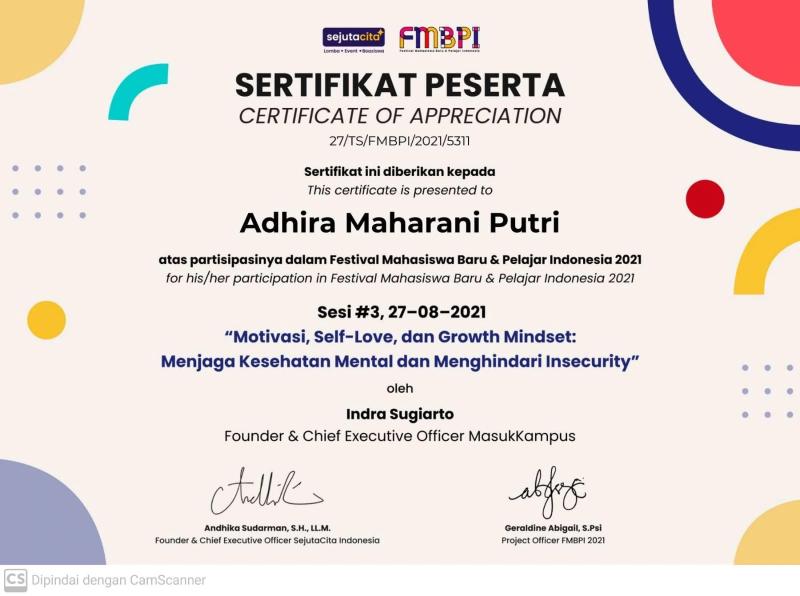 sejutacita
Lomba • Event • Beasiswa
FMBPI
Festival Mahasiswa Baru & Pelajar Indonesia
SERTIFIKAT PESERTA
CERTIFICATE OF APPRECIATION
27/TS/FMBPI/2021/5311
Sertifikat ini diberikan kepada
This certificate is presented to
Adhira Maharani Putri
atas partisipasinya dalam Festival Mahasiswa Baru & Pelajar Indonesia 2021
for his/her participation in Festival Mahasiswa Baru & Pelajar Indonesia 2021
Sesi #3, 27–08–2021
“Motivasi, Self-Love, dan Growth Mindset:
Menjaga Kesehatan Mental dan Menghindari Insecurity”
oleh
Indra Sugiarto
Founder & Chief Executive Officer MasukKampus
Andhika Sudarman, S.H., LL.M.
Founder & Chief Executive Officer SejutaCita Indonesia
Geraldine Abigail, S.Psi
Project Officer FMBPI 2021
CS Dipindai dengan CamScanner